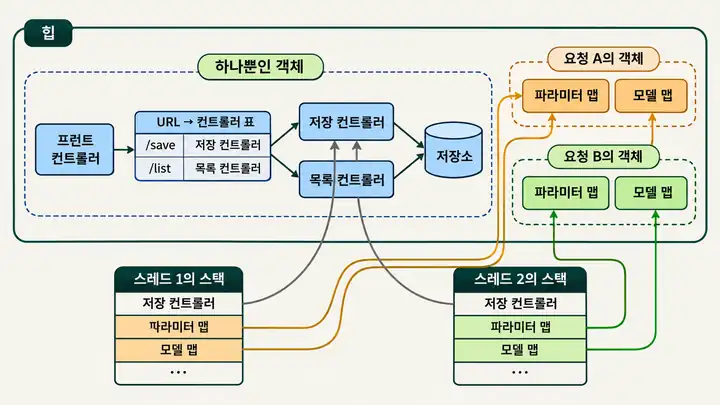 힙
하나뿐인 객체
프런트
컨트롤러
URL → 컨트롤러 표
/save 저장 컨트롤러
/list 목록 컨트롤러
저장 컨트롤러
목록 컨트롤러
저장소
요청 A의 객체
파라미터 맵 모델 맵
요청 B의 객체
파라미터 맵 모델 맵
스레드 1의 스택
저장 컨트롤러
파라미터 맵
모델 맵
...
스레드 2의 스택
저장 컨트롤러
파라미터 맵
모델 맵
...